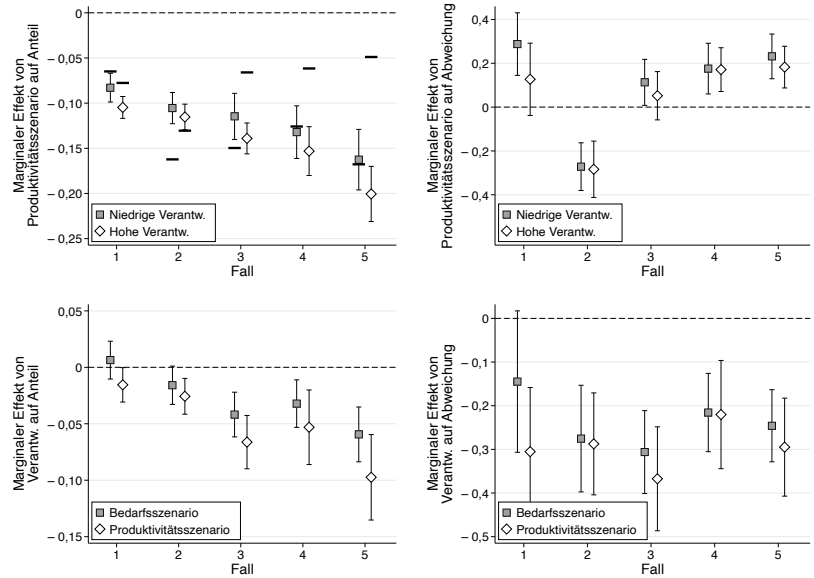 Marginaler Effekt von
Produktivitätsszenario auf Anteil
0
– 0,05
– 0,10
– 0,15
– 0,20
– 0,25
Niedrige Verantw.
Hohe Verantw.
1 2 3 4 5
Fall
Marginaler Effekt von
Produktivitätsszenario auf Abweichung
0,4
0,2
0
– 0,2
– 0,4
Niedrige Verantw.
Hohe Verantw.
1 2 3 4 5
Fall
Marginaler Effekt von
Verantw. auf Anteil
0,05
0
– 0,05
– 0,10
– 0,15
Bedarfsszenario
Produktivitätsszenario
1 2 3 4 5
Fall
Marginaler Effekt von
Verantw. auf Abweichung
0
– 0,1
– 0,2
– 0,3
– 0,4
– 0,5
Bedarfsszenario
Produktivitätsszenario
1 2 3 4 5
Fall